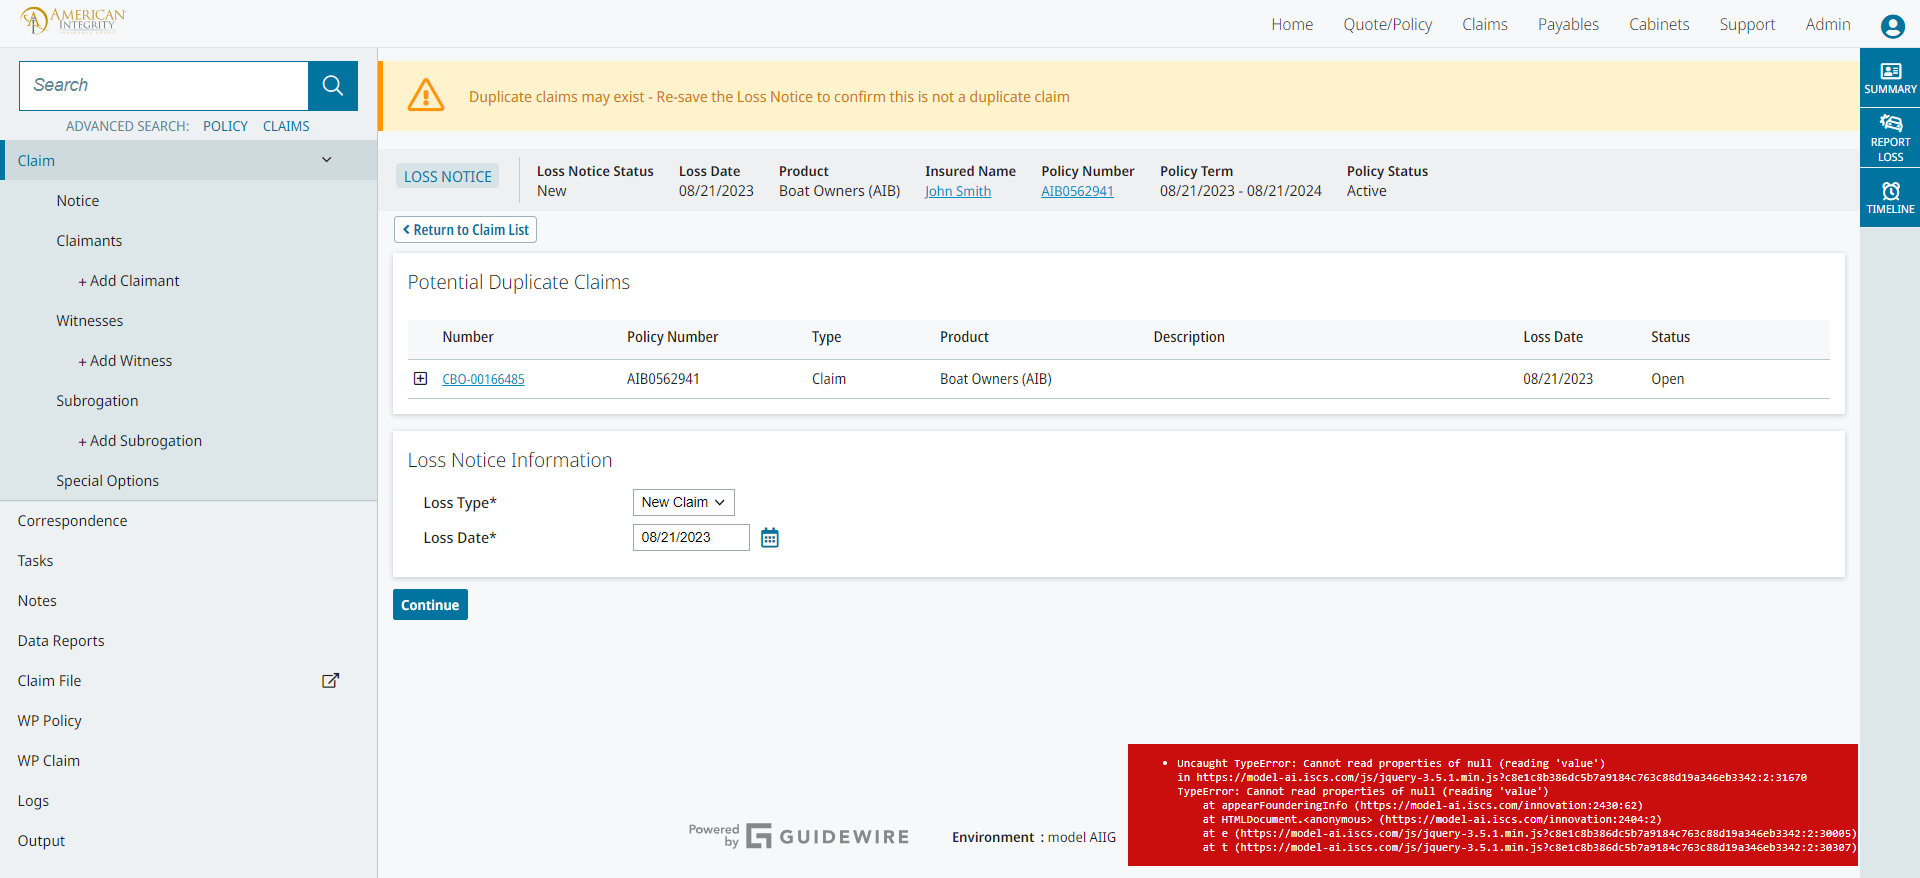 AMERICAN
INTEGRITY
Home Quote/Policy Claims Payables Cabinets Support Admin
Search
ADVANCED SEARCH: POLICY CLAIMS
Claim
Notice
Claimants
+ Add Claimant
Witnesses
+ Add Witness
Subrogation
+ Add Subrogation
Special Options
Correspondence
Tasks
Notes
Data Reports
Claim File
WP Policy
WP Claim
Logs
Output
Duplicate claims may exist - Re-save the Loss Notice to confirm this is not a duplicate claim
LOSS NOTICE
Loss Notice Status Loss Date Product Insured Name Policy Number Policy Term Policy Status
New 08/21/2023 Boat Owners (AIB) John Smith AIB0562941 08/21/2023 - 08/21/2024 Active
Return to Claim List
Potential Duplicate Claims
Number Policy Number Type Product Description Loss Date Status
CBO-00166485 AIB0562941 Claim Boat Owners (AIB) 08/21/2023 Open
Loss Notice Information
Loss Type* New Claim
Loss Date* 08/21/2023
Continue
SUMMARY
REPORT
LOSS
TIMELINE
Powered
by GUIDEWIRE
Environment : model AIIG
• Uncaught TypeError: Cannot read properties of null (reading 'value')
in https://model-ai.iscs.com/js/jquery-3.5.1.min.js?c8e1c8b386dc5b7a9184c763c88d19a346eb3342:2:31670
TypeError: Cannot read properties of null (reading 'value')
at appearFounderingInfo (https://model-ai.iscs.com/innovation:2430:62)
at HTMLDocument.<anonymous> (https://model-ai.iscs.com/innovation:2404:2)
at e (https://model-ai.iscs.com/js/jquery-3.5.1.min.js?c8e1c8b386dc5b7a9184c763c88d19a346eb3342:2:30005)
at t (https://model-ai.iscs.com/js/jquery-3.5.1.min.js?c8e1c8b386dc5b7a9184c763c88d19a346eb3342:2:30307)